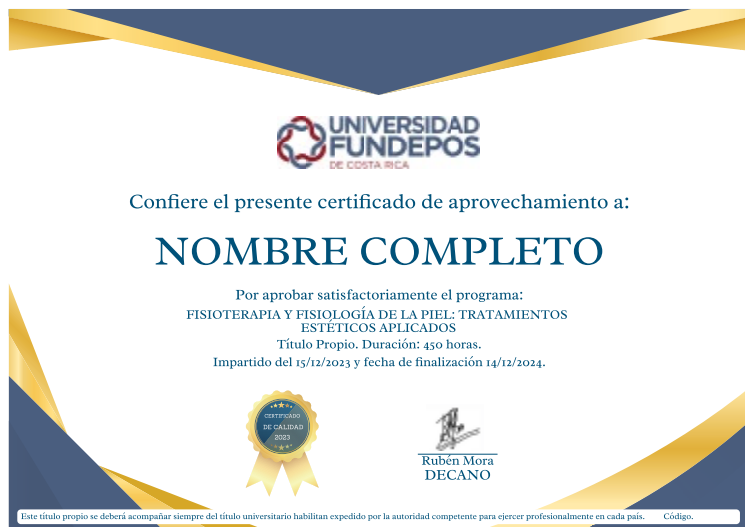 UNIVERSIDAD
FUNDEPOS
DE COSTA RICA
Confiere el presente certificado de aprovechamiento a:
NOMBRE COMPLETO
Por aprobar satisfactoriamente el programa:
FISIOTERAPIA Y FISIOLOGÍA DE LA PIEL: TRATAMIENTOS
ESTÉTICOS APLICADOS
Título Propio. Duración: 450 horas.
Impartido del 15/12/2023 y fecha de finalización 14/12/2024.
CERTIFICADO
DE CALIDAD
2023
Rubén Mora
DECANO
Este título propio se deberá acompañar siempre del título universitario habilitan expedido por la autoridad competente para ejercer profesionalmente en cada país. Código.